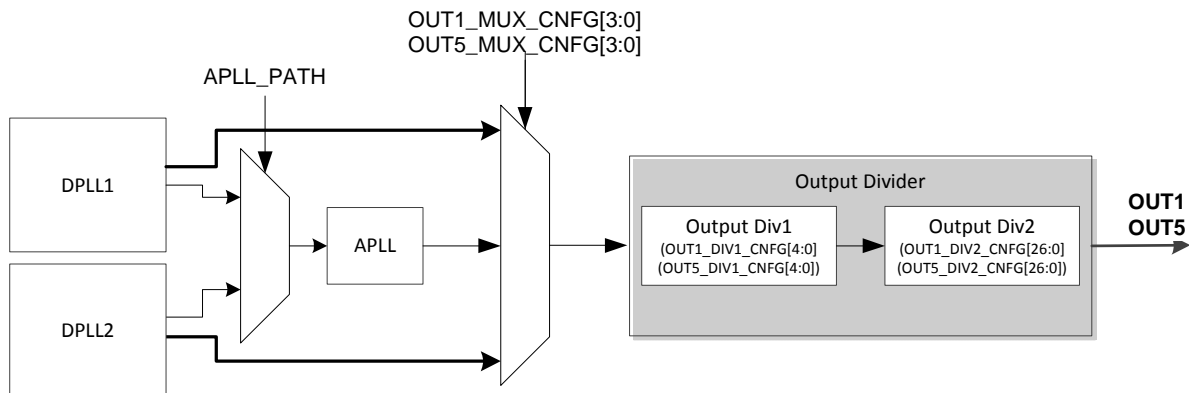 OUT1_MUX_CNFG[3:0]
OUT5_MUX_CNFG[3:0]
APLL_PATH
DPLL1
APLL
DPLL2
Output Divider
Output Div1
(OUT1_DIV1_CNFG[4:0]
(OUT5_DIV1_CNFG[4:0])
Output Div2
(OUT1_DIV2_CNFG[26:0]
(OUT5_DIV2_CNFG[26:0])
OUT1
OUT5